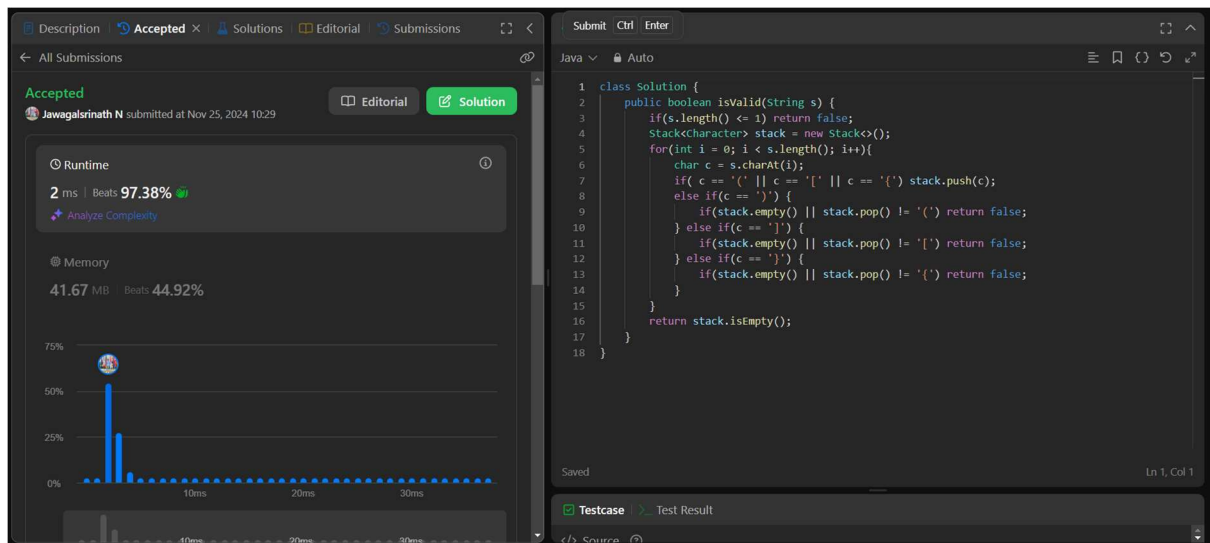 Description
Accepted
Solutions
Editorial
Submissions
All Submissions
Accepted
Jawagalsrinath N submitted at Nov 25, 2024 10:29
Editorial
Solution
Runtime
2 ms | Beats 97.38%
Analyze Complexity
Memory
41.67 MB | Beats 44.92%
75%
50%
25%
0%
10ms 20ms 30ms
10ms 20ms 30ms
Submit Ctrl Enter
Java Auto
1 class Solution {
2 public boolean isValid(String s) {
3 if(s.length() <= 1) return false;
4 Stack<Character> stack = new Stack<>();
5 for(int i = 0; i < s.length(); i++){
6 char c = s.charAt(i);
7 if( c == '(' || c == '[' || c == '{') stack.push(c);
8 else if(c == ')') {
9 if(stack.empty() || stack.pop() != '(') return false;
10 } else if(c == ']') {
11 if(stack.empty() || stack.pop() != '[') return false;
12 } else if(c == '}') {
13 if(stack.empty() || stack.pop() != '{') return false;
14 }
15 }
16 return stack.isEmpty();
17 }
18 }
Saved
Ln 1, Col 1
Testcase
>_ Test Result
</> Source